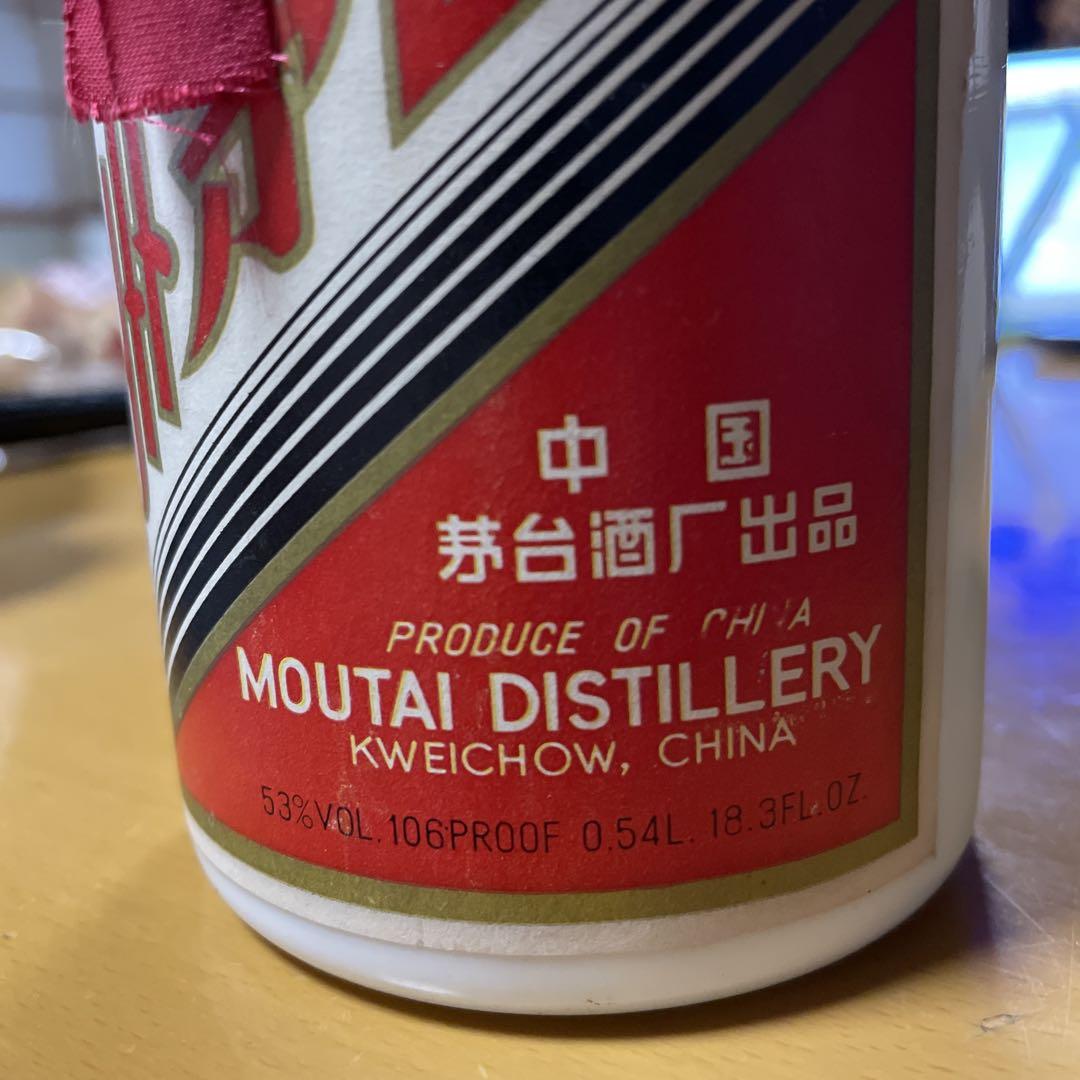 中国
茅台酒厂出品
PRODUCE OF CHINA
MOUTAI DISTILLERY
KWEICHOW, CHINA
53%VOL. 106PROOF 0.54L. 18.3FL.OZ.